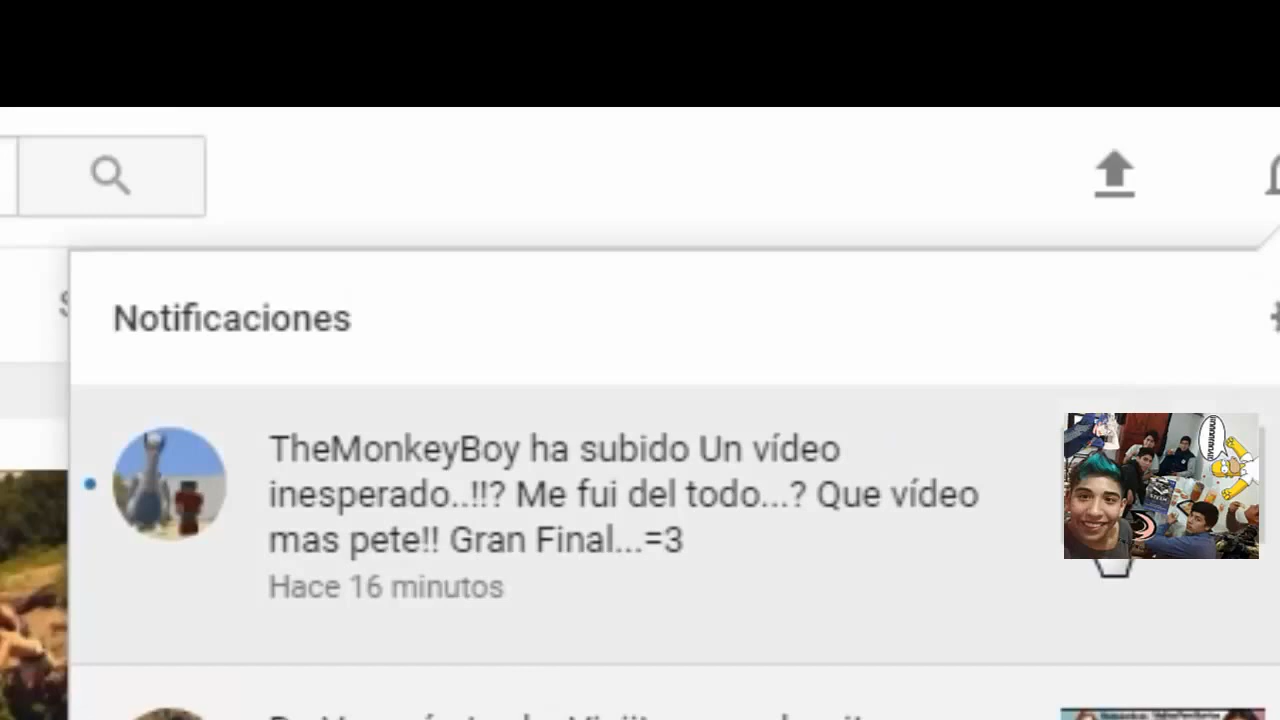 Notificaciones
TheMonkeyBoy ha subido Un vídeo
inesperado..!!? Me fui del todo...? Que vídeo
mas pete!! Gran Final...=3
Hace 16 minutos